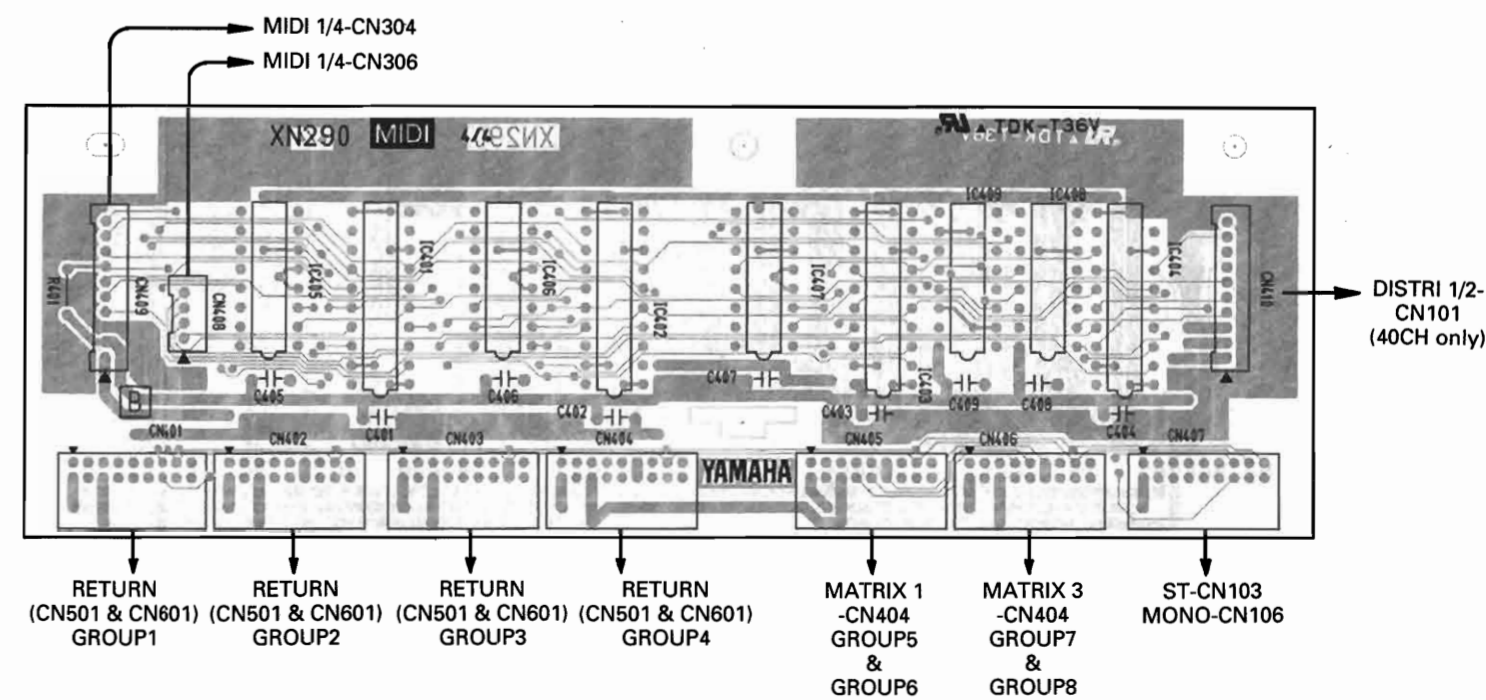 MIDI 1/4-CN304
MIDI 1/4-CN306
XN290 MIDI 4/4
TDK-T36V
IC409 IC408
R401
CN409
CN408
IC405
IC401
IC406
IC402
IC407
IC403
IC404
CN410
DISTRI 1/2-
CN101
(40CH only)
B
C405
C406
C407
C401
C402
C403
C409
C408
C404
CN401 CN402 CN403 CN404 CN405 CN406 CN407
YAMAHA
RETURN
(CN501 & CN601)
GROUP1
RETURN
(CN501 & CN601)
GROUP2
RETURN
(CN501 & CN601)
GROUP3
RETURN
(CN501 & CN601)
GROUP4
MATRIX 1
-CN404
GROUP5
&
GROUP6
MATRIX 3
-CN404
GROUP7
&
GROUP8
ST-CN103
MONO-CN106